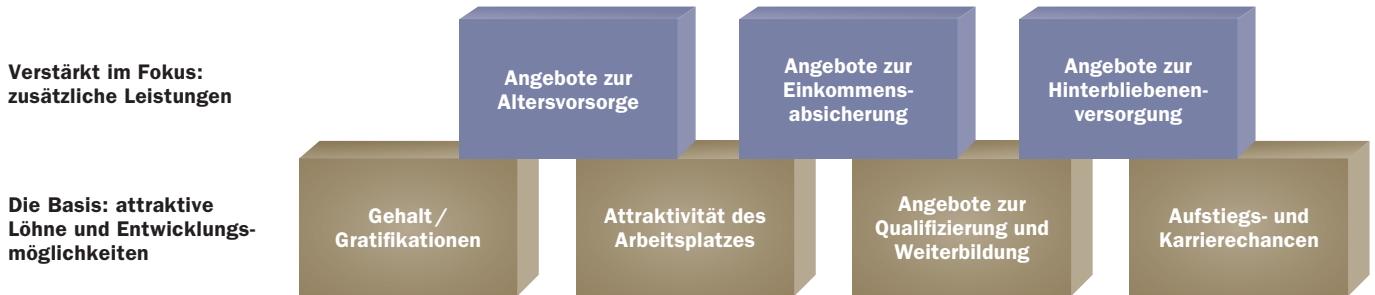 Verstärkt im Fokus:
zusätzliche Leistungen
Angebote zur
Altersvorsorge
Angebote zur
Einkommens-
absicherung
Angebote zur
Hinterbliebenen-
versorgung
Die Basis: attraktive
Löhne und Entwicklungs-
möglichkeiten
Gehalt /
Gratifikationen
Attraktivität des
Arbeitsplatzes
Angebote zur
Qualifizierung und
Weiterbildung
Aufstiegs- und
Karrierechancen